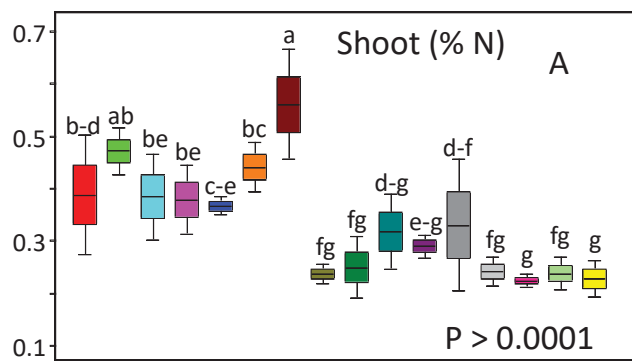 0.7
0.5
0.3
0.1
Shoot (% N)
A
b-d
ab
be
be
c-e
bc
a
fg
fg
d-g
e-g
d-f
fg
g
fg
g
P > 0.0001